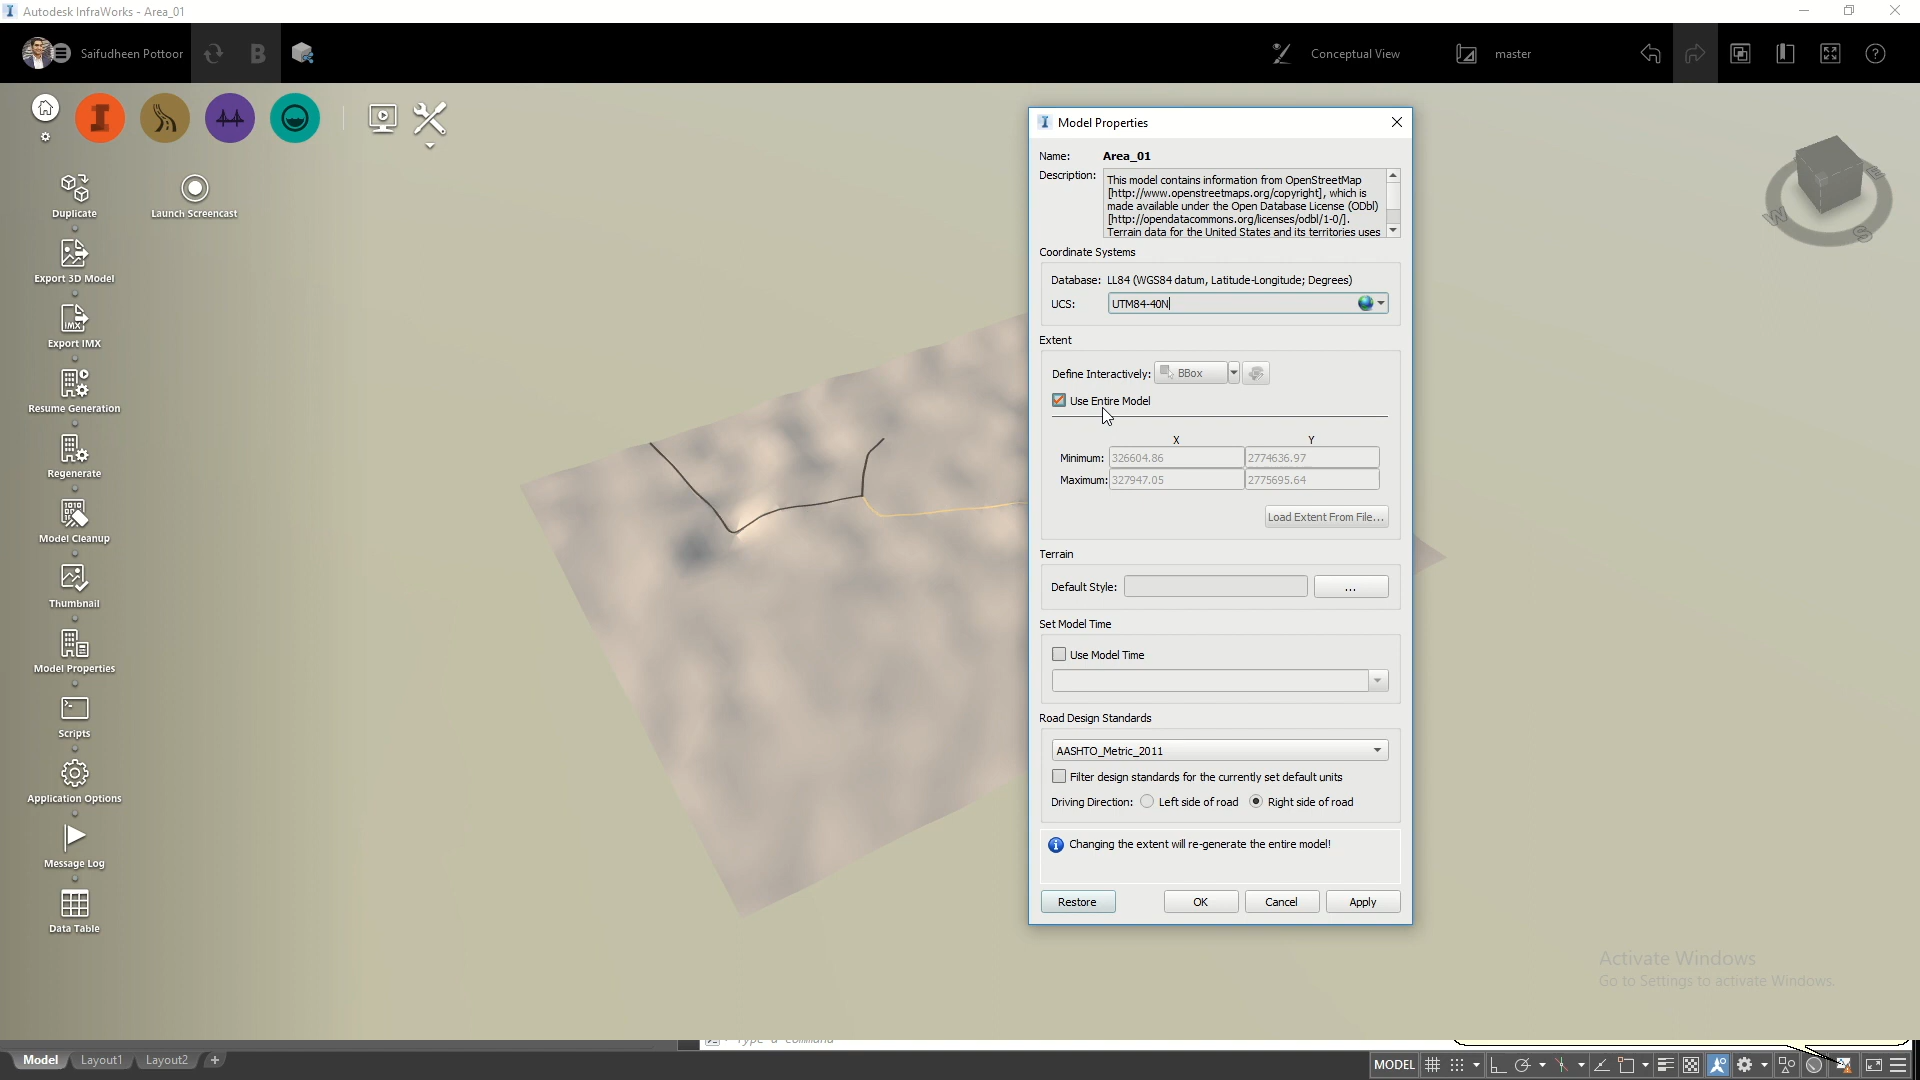 Autodesk InfraWorks - Area_01
Saifudheen Pottoor
Conceptual View
master
Duplicate
Launch Screencast
Export 3D Model
Export IMX
Resume Generation
Regenerate
Model Cleanup
Thumbnail
Model Properties
Scripts
Application Options
Message Log
Data Table
Model Properties
Name: Area_01
Description: This model contains information from OpenStreetMap
[http://www.openstreetmaps.org/copyright], which is
made available under the Open Database License (ODbl)
[http://opendatacommons.org/licenses/odbl/1-0/].
Terrain data for the United States and its territories uses
Coordinate Systems
Database: LL84 (WGS84 datum, Latitude-Longitude; Degrees)
UCS: UTM84-40N
Extent
Define Interactively: BBox
Use Entire Model
X Y
Minimum: 326604.86 2774636.97
Maximum: 327947.05 2775695.64
Load Extent From File...
Terrain
Default Style: ...
Set Model Time
Use Model Time
Road Design Standards
AASHTO_Metric_2011
Filter design standards for the currently set default units
Driving Direction: Left side of road Right side of road
Changing the extent will re-generate the entire model!
Restore OK Cancel Apply
Activate Windows
Go to Settings to activate Windows.
Type a command
Model Layout1 Layout2 +
MODEL
W S E